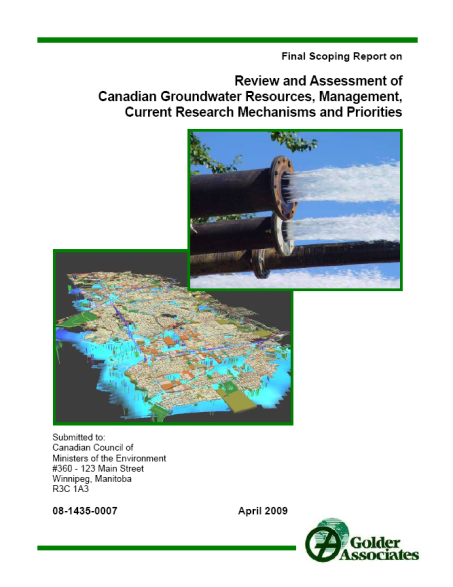 Final Scoping Report on
Review and Assessment of
Canadian Groundwater Resources, Management,
Current Research Mechanisms and Priorities
Submitted to:
Canadian Council of
Ministers of the Environment
#360 - 123 Main Street
Winnipeg, Manitoba
R3C 1A3
08-1435-0007 April 2009
Golder
Associates